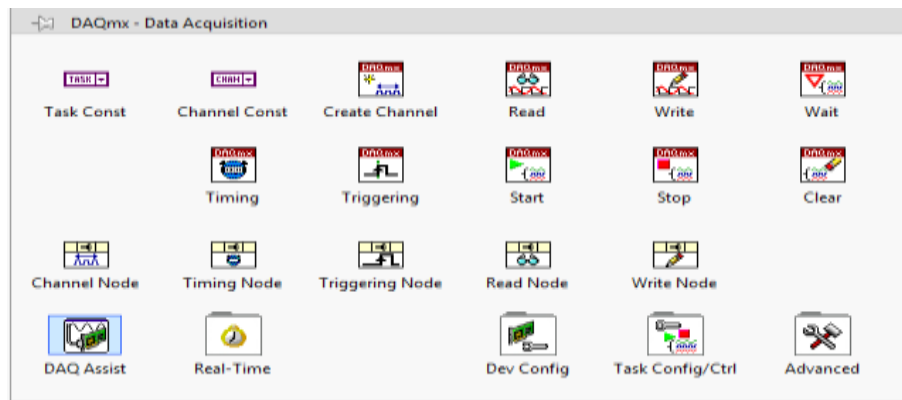 DAQmx - Data Acquisition
TASK
CHAN
DAQmx
DAQmx
DAQmx
DAQmx
Task Const
Channel Const
Create Channel
Read
Write
Wait
DAQmx
DAQmx
DAQmx
DAQmx
DAQmx
Timing
Triggering
Start
Stop
Clear
Channel Node
Timing Node
Triggering Node
Read Node
Write Node
DAQ Assist
Real-Time
Dev Config
Task Config/Ctrl
Advanced